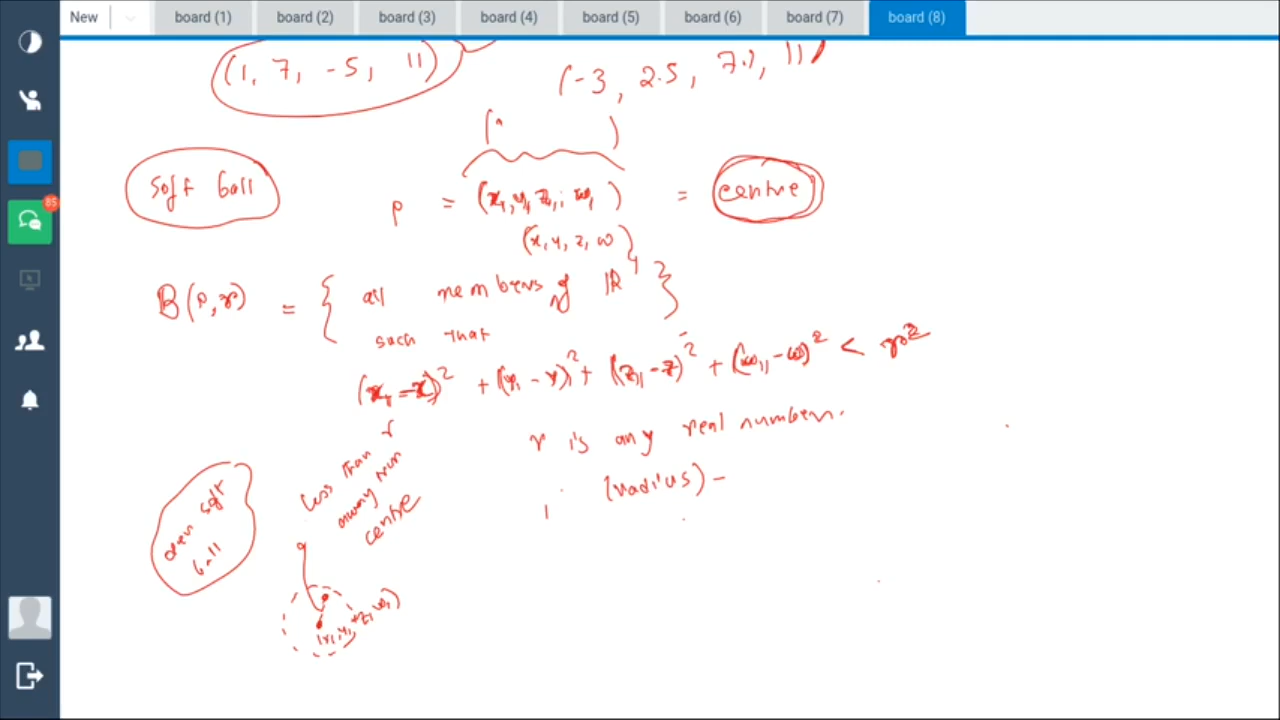 New board (1) board (2) board (3) board (4) board (5) board (6) board (7) board (8)
(1, 7, -5, 11)
(-3, 2.5, 7.1, 11)
( )
soft ball
p = (x₁, y₁, z₁, w₁) = centre
(x, y, z, w)
B(p, r) = { all members of ℝ⁴ }
such that
(x₁ - x)² + (y₁ - y)² + (z₁ - z)² + (w₁ - w)² < r²
r is any real number.
(radius) -
85
less than r
away from
centre
open soft
ball
(x₁, y₁, z₁, w₁)